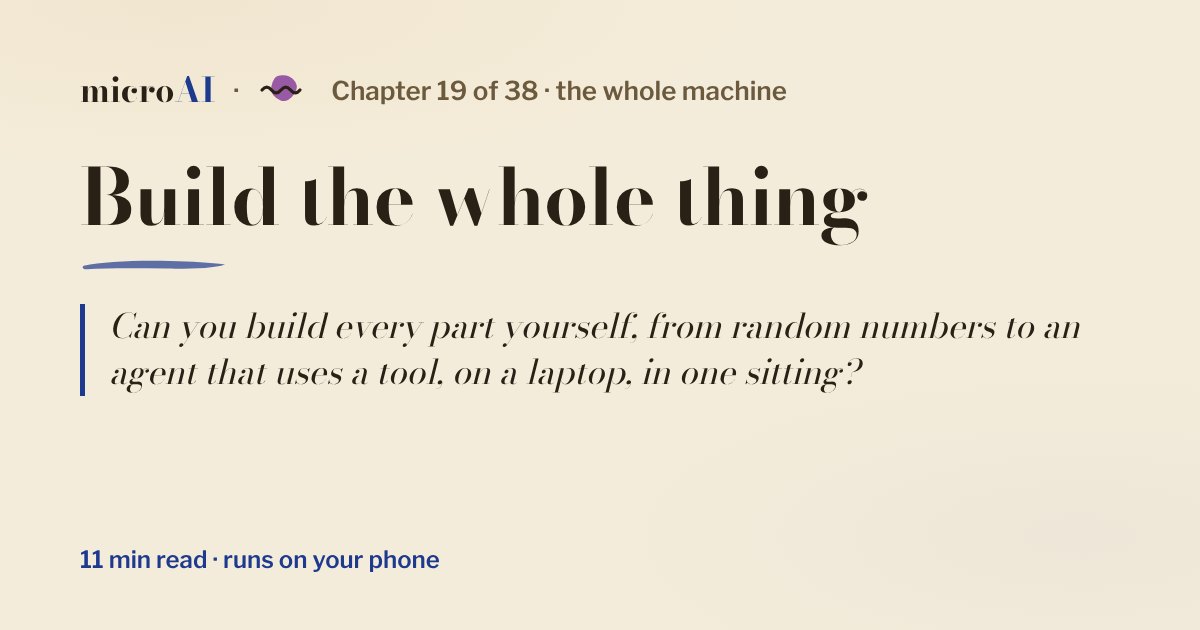 microAI · Chapter 19 of 38 · the whole machine
Build the whole thing
Can you build every part yourself, from random numbers to an
agent that uses a tool, on a laptop, in one sitting?
11 min read · runs on your phone